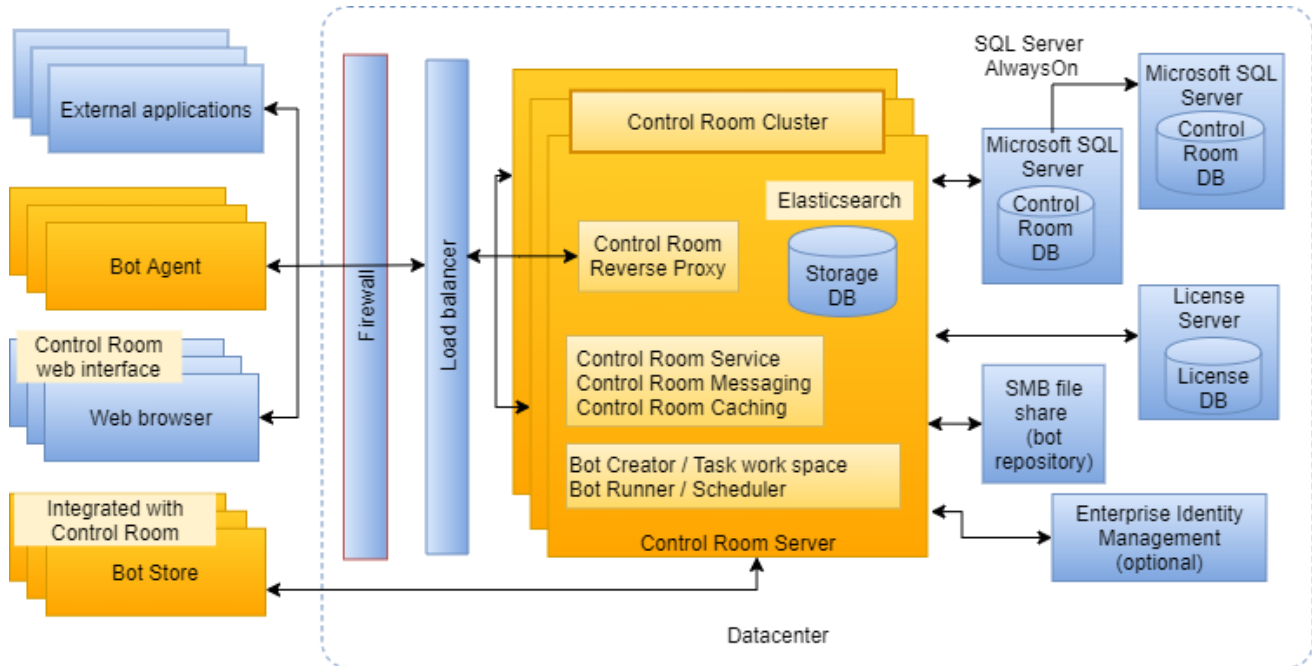 External applications
Bot Agent
Control Room
web interface
Web browser
Integrated with
Control Room
Bot Store
Firewall
Load balancer
Control Room Cluster
Elasticsearch
Storage
DB
Control Room
Reverse Proxy
Control Room Service
Control Room Messaging
Control Room Caching
Bot Creator / Task work space
Bot Runner / Scheduler
Control Room Server
SQL Server
AlwaysOn
Microsoft SQL
Server
Control
Room
DB
Microsoft SQL
Server
Control
Room
DB
License
Server
License
DB
SMB file
share
(bot
repository)
Enterprise Identity
Management
(optional)
Datacenter